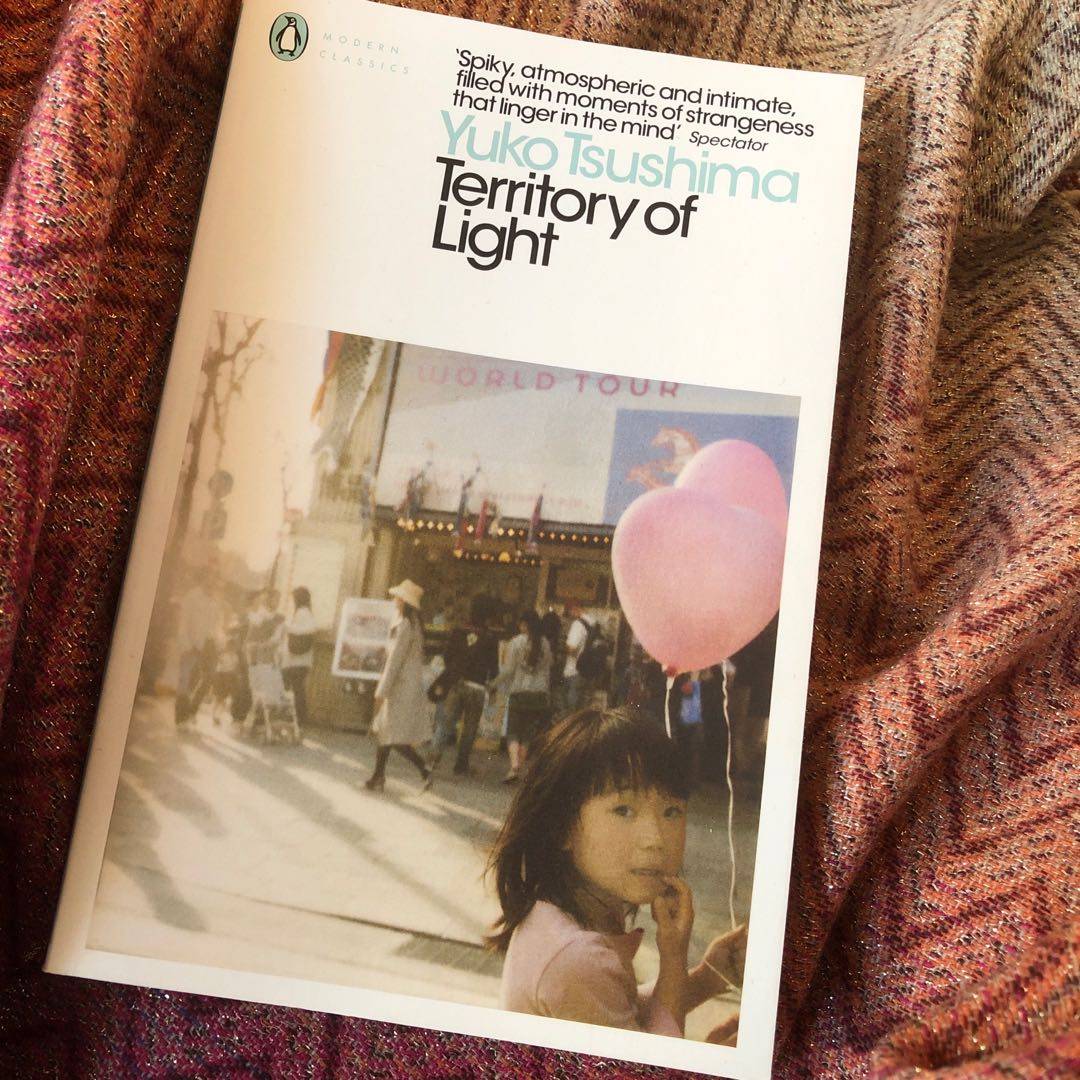 MODERN
CLASSICS
‘Spiky, atmospheric and intimate,
filled with moments of strangeness
that linger in the mind’ Spectator
Yuko Tsushima
Territory of
Light
WORLD TOUR